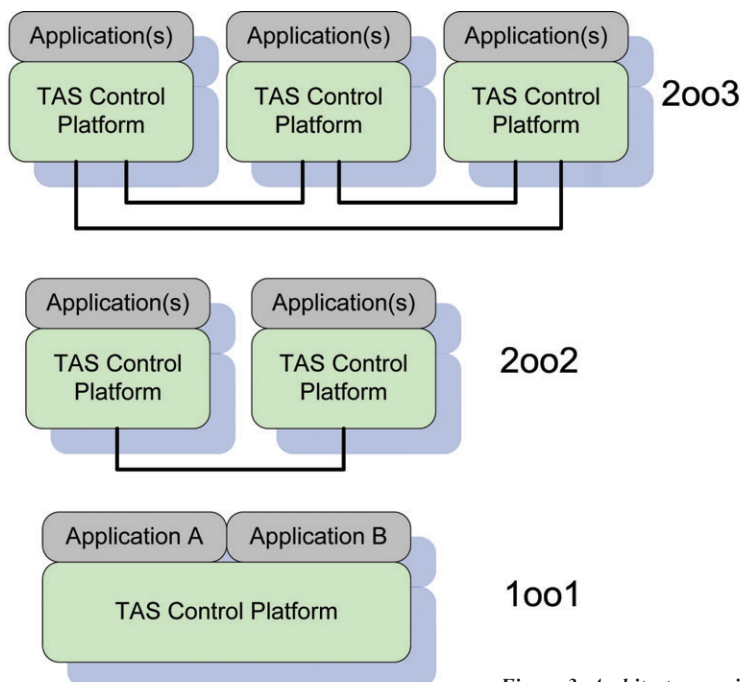 Application(s) Application(s) Application(s)
TAS Control Platform TAS Control Platform TAS Control Platform
2oo3
Application(s) Application(s)
TAS Control Platform TAS Control Platform
2oo2
Application A Application B
TAS Control Platform
1oo1